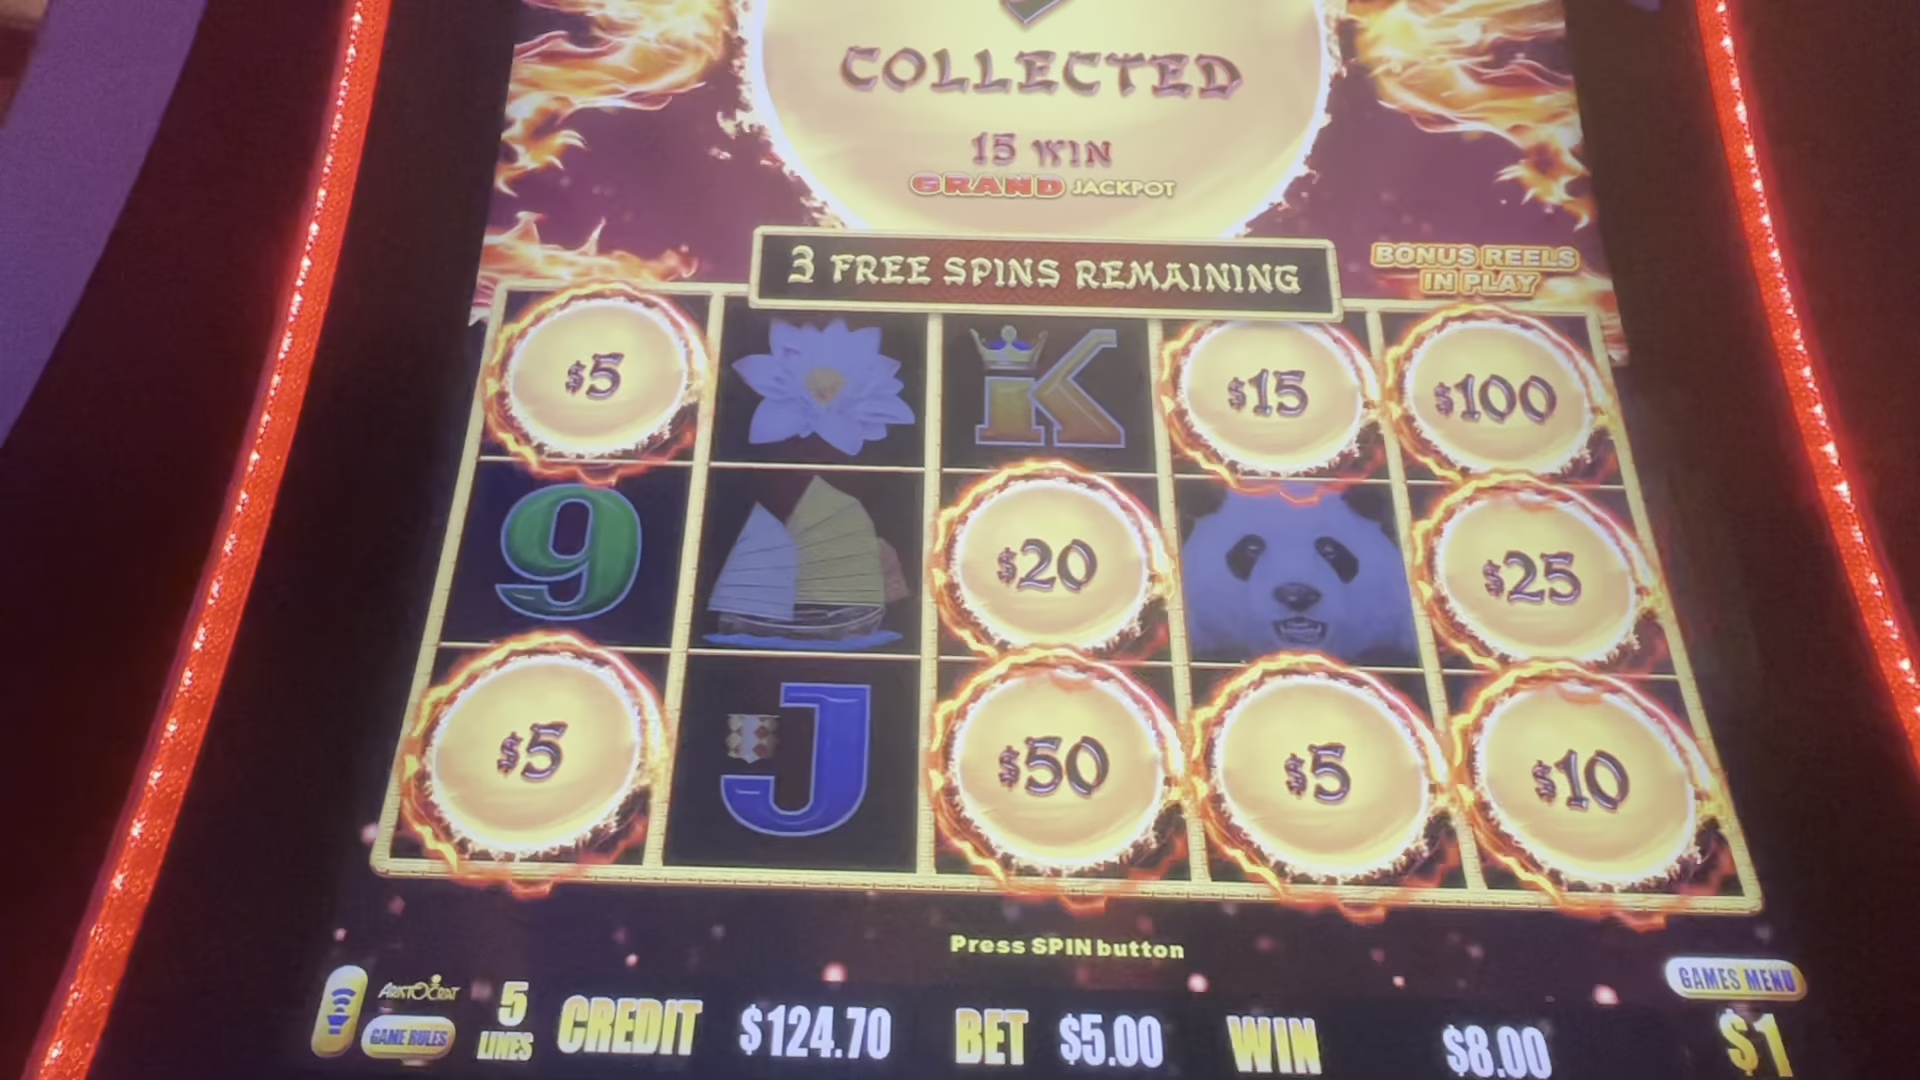 COLLECTED
15 WIN
GRAND JACKPOT
3 FREE SPINS REMAINING
BONUS REELS
IN PLAY
$5
K
$15
$100
9
$20
$25
$5
J
$50
$5
$10
Press SPIN button
GAMES MENU
ARISTOCRAT
GAME RULES
5
LINES
CREDIT $124.70
BET $5.00
WIN $8.00
$1